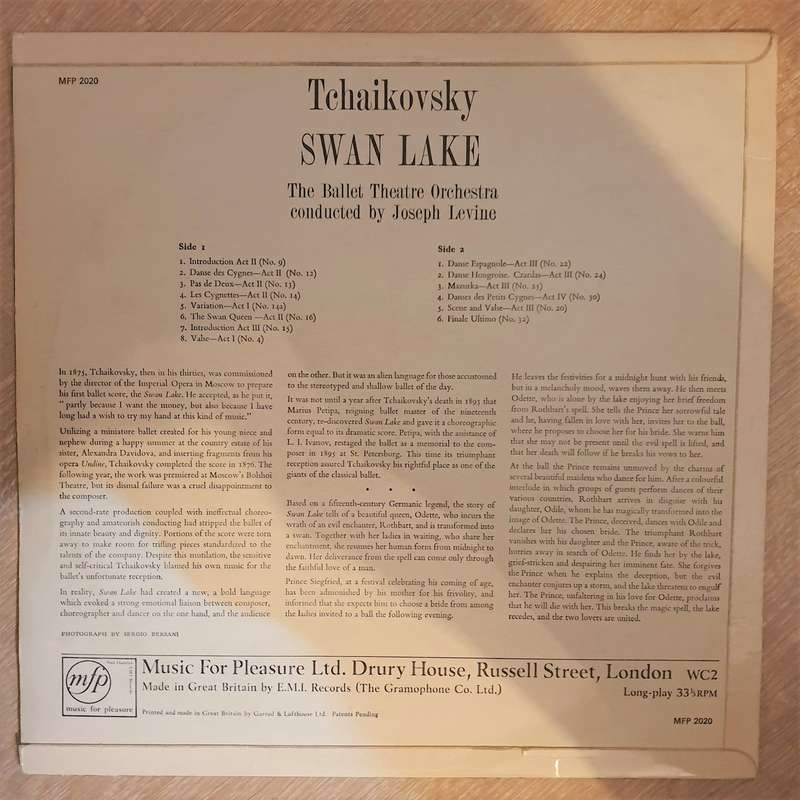 MFP 2020
Tchaikovsky
SWAN LAKE
The Ballet Theatre Orchestra
conducted by Joseph Levine
Side 1
1. Introduction Act II (No. 9)
2. Danse des Cygnes—Act II (No. 12)
3. Pas de Deux—Act II (No. 13)
4. Les Cygnettes—Act II (No. 14)
5. Variation—Act I (No. 14a)
6. The Swan Queen—Act II (No. 16)
7. Introduction Act III (No. 15)
8. Valse—Act I (No. 4)
Side 2
1. Danse Espagnole—Act III (No. 22)
2. Danse Hongroise. Czardas—Act III (No. 24)
3. Mazurka—Act III (No. 25)
4. Danses des Petits Cygnes—Act IV (No. 30)
5. Scene and Valse—Act III (No. 20)
6. Finale Ultimo (No. 32)
In 1875, Tchaikovsky, then in his thirties, was commissioned
by the director of the Imperial Opera in Moscow to prepare
his first ballet score, the Swan Lake. He accepted, as he put it,
"partly because I want the money, but also because I have
long had a wish to try my hand at this kind of music."
Utilizing a miniature ballet created for his young niece and
nephew during a happy summer at the country estate of his
sister, Alexandra Davidova, and inserting fragments from his
opera Undine, Tchaikovsky completed the score in 1876. The
following year, the work was premiered at Moscow's Bolshoi
Theatre, but its dismal failure was a cruel disappointment to
the composer.
A second-rate production coupled with ineffectual choreo-
graphy and amateurish conducting had stripped the ballet of
its innate beauty and dignity. Portions of the score were torn
away to make room for trifling pieces standardized to the
talents of the company. Despite this mutilation, the sensitive
and self-critical Tchaikovsky blamed his own music for the
ballet's unfortunate reception.
In reality, Swan Lake had created a new, a bold language
which evoked a strong emotional liaison between composer,
choreographer and dancer on the one hand, and the audience
on the other. But it was an alien language for those accustomed
to the stereotyped and shallow ballet of the day.
It was not until a year after Tchaikovsky's death in 1893 that
Marius Petipa, reigning ballet master of the nineteenth
century, re-discovered Swan Lake and gave it a choreographic
form equal to its dramatic score. Petipa, with the assistance of
L. I. Ivanov, restaged the ballet as a memorial to the com-
poser in 1895 at St. Petersburg. This time its triumphant
reception assured Tchaikovsky his rightful place as one of the
giants of the classical ballet.
• • •
Based on a fifteenth-century Germanic legend, the story of
Swan Lake tells of a beautiful queen, Odette, who incurs the
wrath of an evil enchanter, Rothbart, and is transformed into
a swan. Together with her ladies in waiting, who share her
enchantment, she resumes her human form from midnight to
dawn. Her deliverance from the spell can come only through
the faithful love of a man.
Prince Siegfried, at a festival celebrating his coming of age,
has been admonished by his mother for his frivolity, and
informed that she expects him to choose a bride from among
the ladies invited to a ball the following evening.
He leaves the festivities for a midnight hunt with his friends,
but in a melancholy mood, waves them away. He then meets
Odette, who is alone by the lake enjoying her brief freedom
from Rothbart's spell. She tells the Prince her sorrowful tale
and he, having fallen in love with her, invites her to the ball,
where he proposes to choose her for his bride. She warns him
that she may not be present until the evil spell is lifted, and
that her death will follow if he breaks his vows to her.
At the ball the Prince remains unmoved by the charms of
several beautiful maidens who dance for him. After a colourful
interlude in which groups of guests perform dances of their
various countries, Rothbart arrives in disguise with his
daughter, Odile, whom he has magically transformed into the
image of Odette. The Prince, deceived, dances with Odile and
declares her his chosen bride. The triumphant Rothbart
vanishes with his daughter and the Prince, aware of the trick,
hurries away in search of Odette. He finds her by the lake,
grief-stricken and despairing her imminent fate. She forgives
the Prince when he explains the deception, but the evil
enchanter conjures up a storm, and the lake threatens to engulf
her. The Prince, unfaltering in his love for Odette, proclaims
that he will die with her. This breaks the magic spell, the lake
recedes, and the two lovers are united.
PHOTOGRAPH BY SERGIO
mfp
music for pleasure
Music For Pleasure Ltd. Drury House, Russell Street, London WC2
Made in Great Britain by E.M.I. Records (The Gramophone Co. Ltd.)
Long-play 33⅓RPM
Printed and made in Great Britain by Garrod & Lofthouse Ltd. Patents Pending
MFP 2020